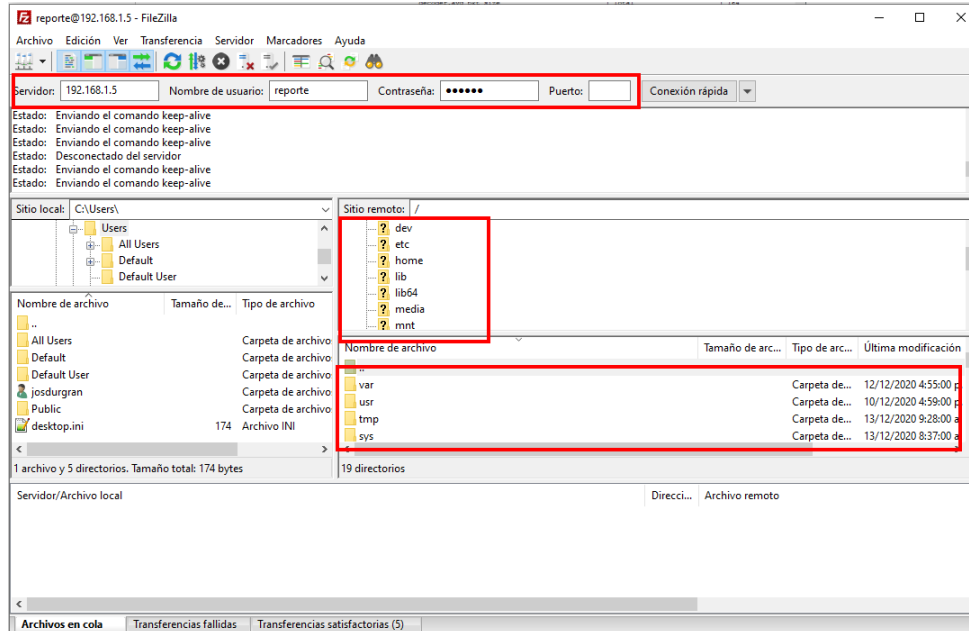 reporte@192.168.1.5 - FileZilla
Archivo Edición Ver Transferencia Servidor Marcadores Ayuda
Servidor: 192.168.1.5 Nombre de usuario: reporte Contraseña: ●●●●●● Puerto: Conexión rápida
Estado: Enviando el comando keep-alive
Estado: Enviando el comando keep-alive
Estado: Enviando el comando keep-alive
Estado: Desconectado del servidor
Estado: Enviando el comando keep-alive
Estado: Enviando el comando keep-alive
Sitio local: C:\Users\
Users
All Users
Default
Default User
Nombre de archivo Tamaño de... Tipo de archivo
..
All Users Carpeta de archivo
Default Carpeta de archivo
Default User Carpeta de archivo
josdurgran Carpeta de archivo
Public Carpeta de archivo
desktop.ini 174 Archivo INI
1 archivo y 5 directorios. Tamaño total: 174 bytes
Sitio remoto: /
? dev
? etc
? home
? lib
? lib64
? media
? mnt
Nombre de archivo Tamaño de arc... Tipo de arc... Última modificación
..
var Carpeta de... 12/12/2020 4:55:00 p
usr Carpeta de... 10/12/2020 4:59:00 p
tmp Carpeta de... 13/12/2020 9:28:00 a
sys Carpeta de... 13/12/2020 8:37:00 a
19 directorios
Servidor/Archivo local Direcci... Archivo remoto
Archivos en cola Transferencias fallidas Transferencias satisfactorias (5)